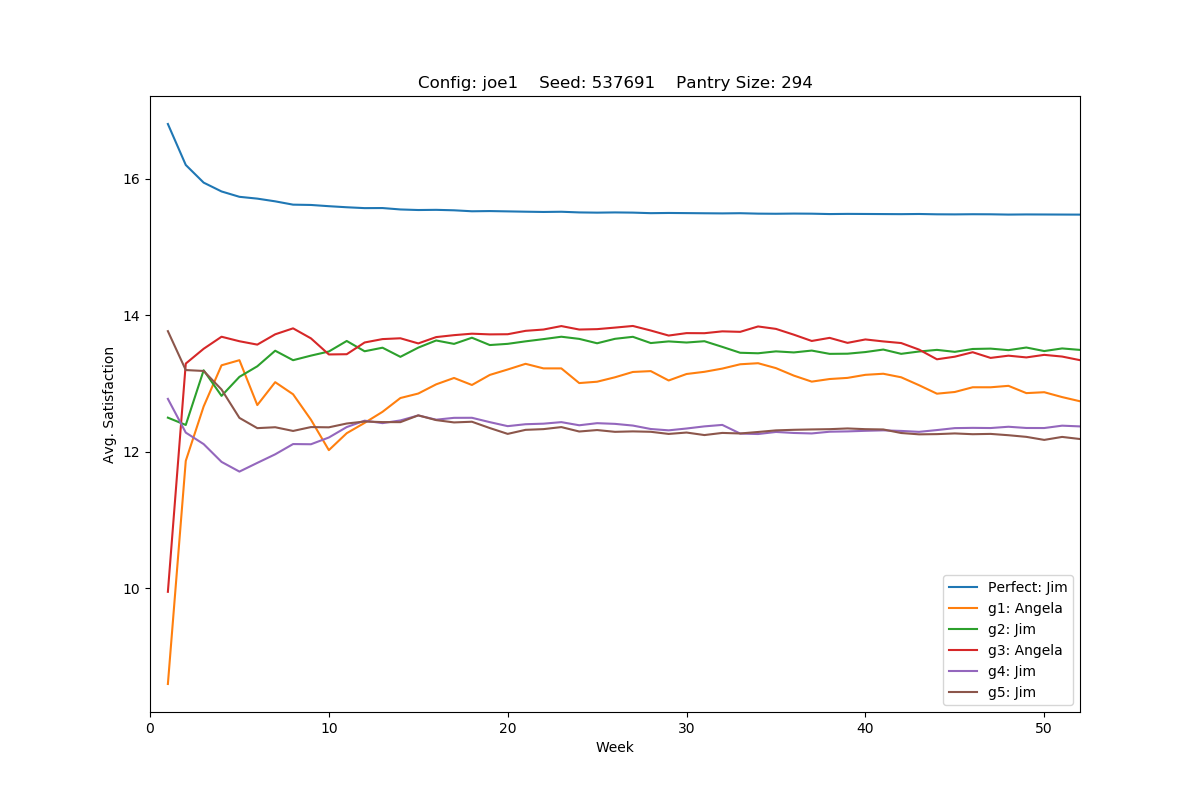 Config: joe1    Seed: 537691    Pantry Size: 294
Avg. Satisfaction
16
14
12
10
0 10 20 30 40 50
Week
Perfect: Jim
g1: Angela
g2: Jim
g3: Angela
g4: Jim
g5: Jim